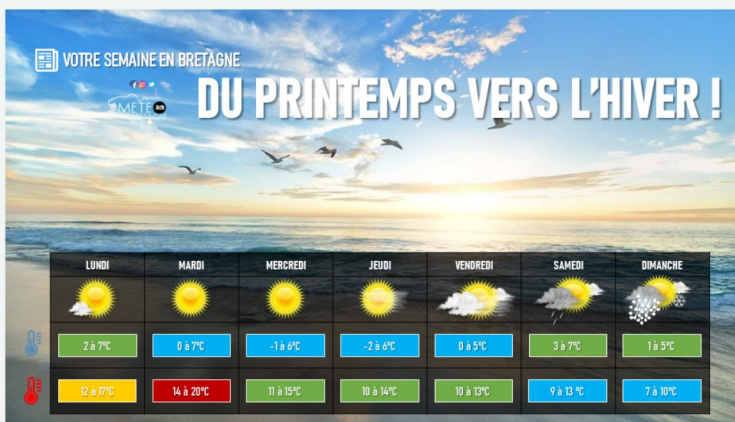 VOTRE SEMAINE EN BRETAGNE
DU PRINTEMPS VERS L'HIVER !
METEO
LUNDI MARDI MERCREDI JEUDI VENDREDI SAMEDI DIMANCHE
2 à 7°C 0 à 7°C -1 à 6°C -2 à 6°C 0 à 5°C 3 à 7°C 1 à 5°C
12 à 17°C 14 à 20°C 11 à 15°C 10 à 14°C 10 à 13°C 9 à 13 °C 7 à 10°C